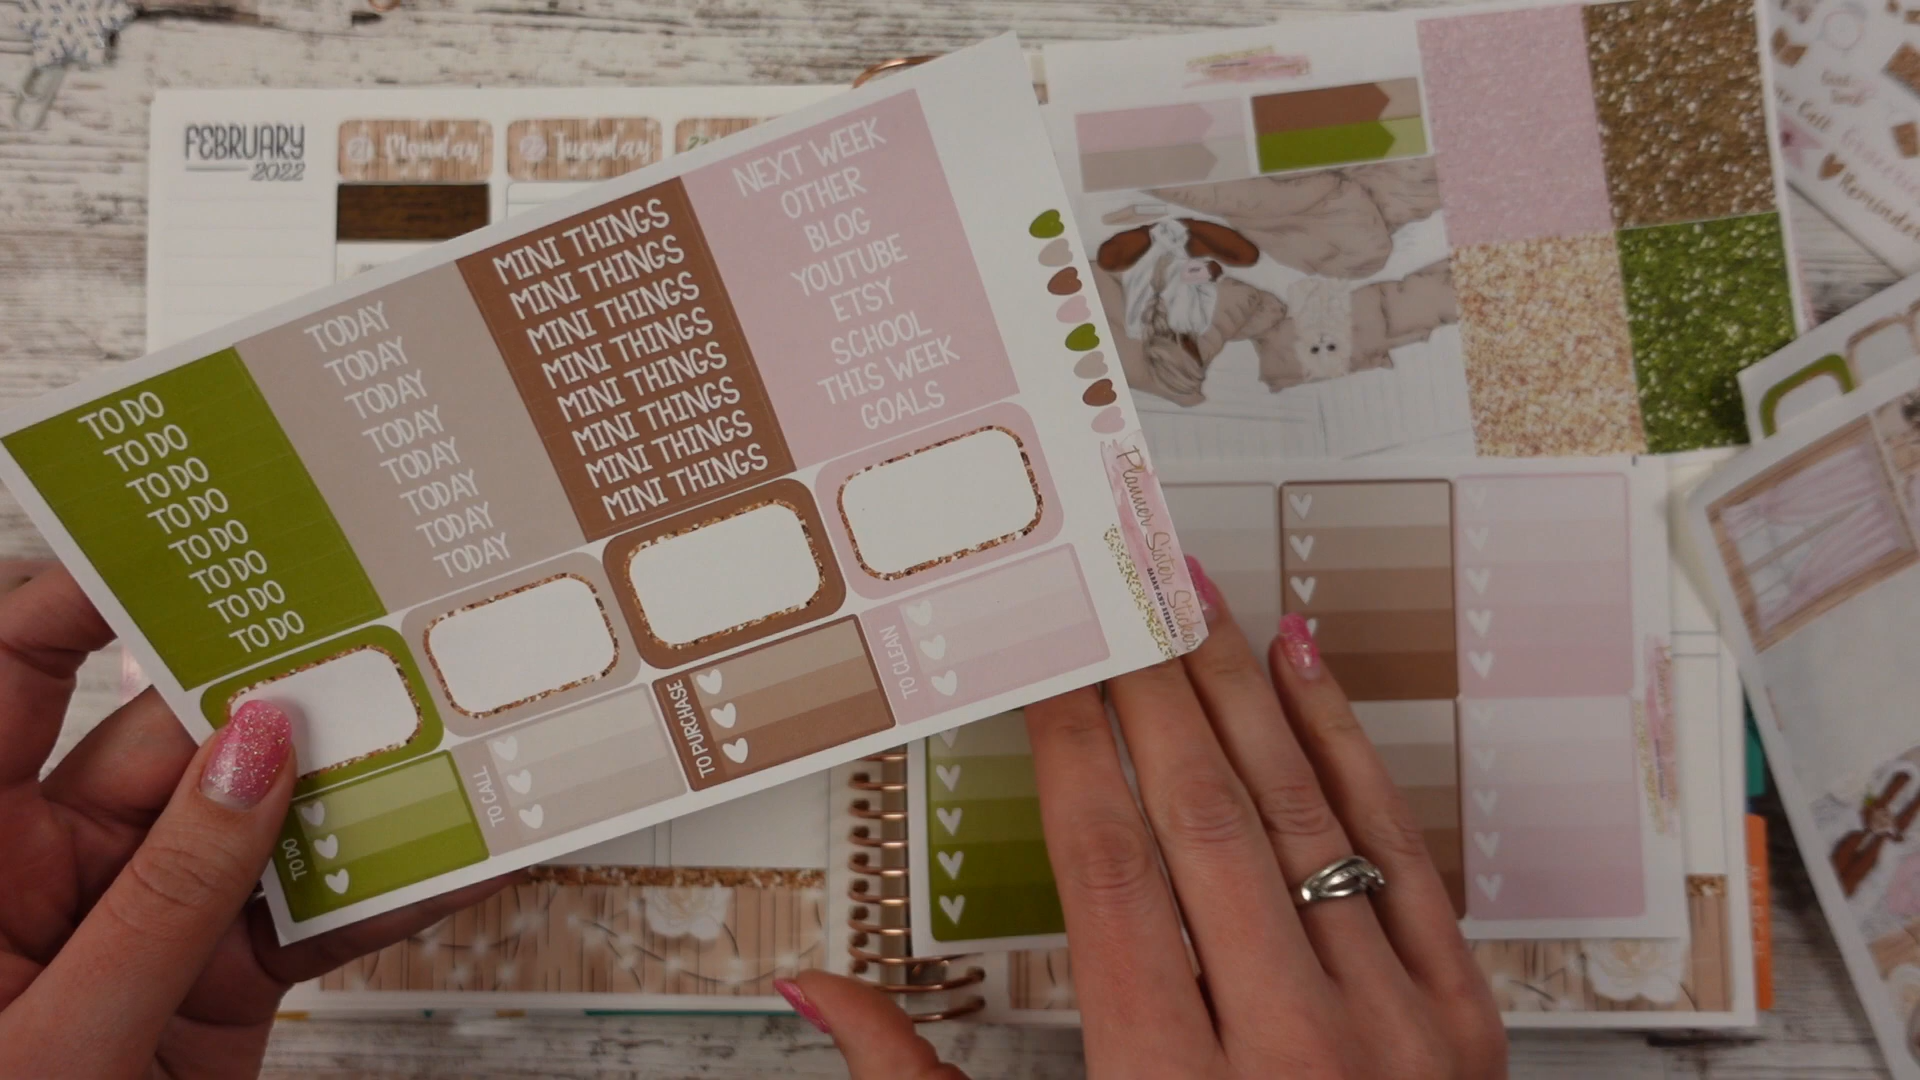 FEBRUARY
2022
Monday
Tuesday
TO DO
TO DO
TO DO
TO DO
TO DO
TO DO
TO DO
TO DO
TODAY
TODAY
TODAY
TODAY
TODAY
TODAY
TODAY
TODAY
MINI THINGS
MINI THINGS
MINI THINGS
MINI THINGS
MINI THINGS
MINI THINGS
MINI THINGS
MINI THINGS
NEXT WEEK
OTHER
BLOG
YOUTUBE
ETSY
SCHOOL
THIS WEEK
GOALS
TO DO
TO CALL
TO PURCHASE
TO CLEAN
Planner Sister Stickers
Reminder